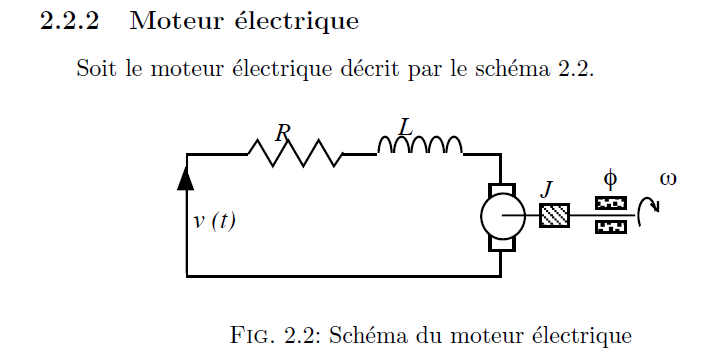 2.2.2 Moteur électrique
Soit le moteur électrique décrit par le schéma 2.2.
R
L
J
ϕ
ω
v (t)
FIG. 2.2: Schéma du moteur électrique